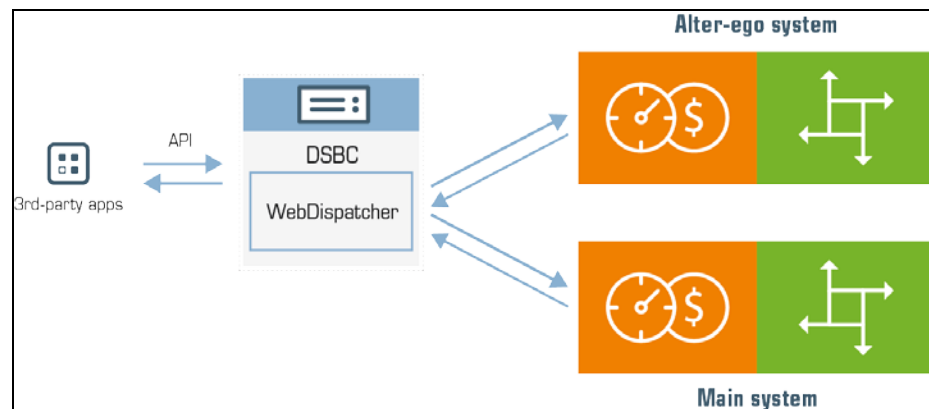 Alter-ego system
API
DSBC
3rd-party apps
WebDispatcher
$
$
Main system